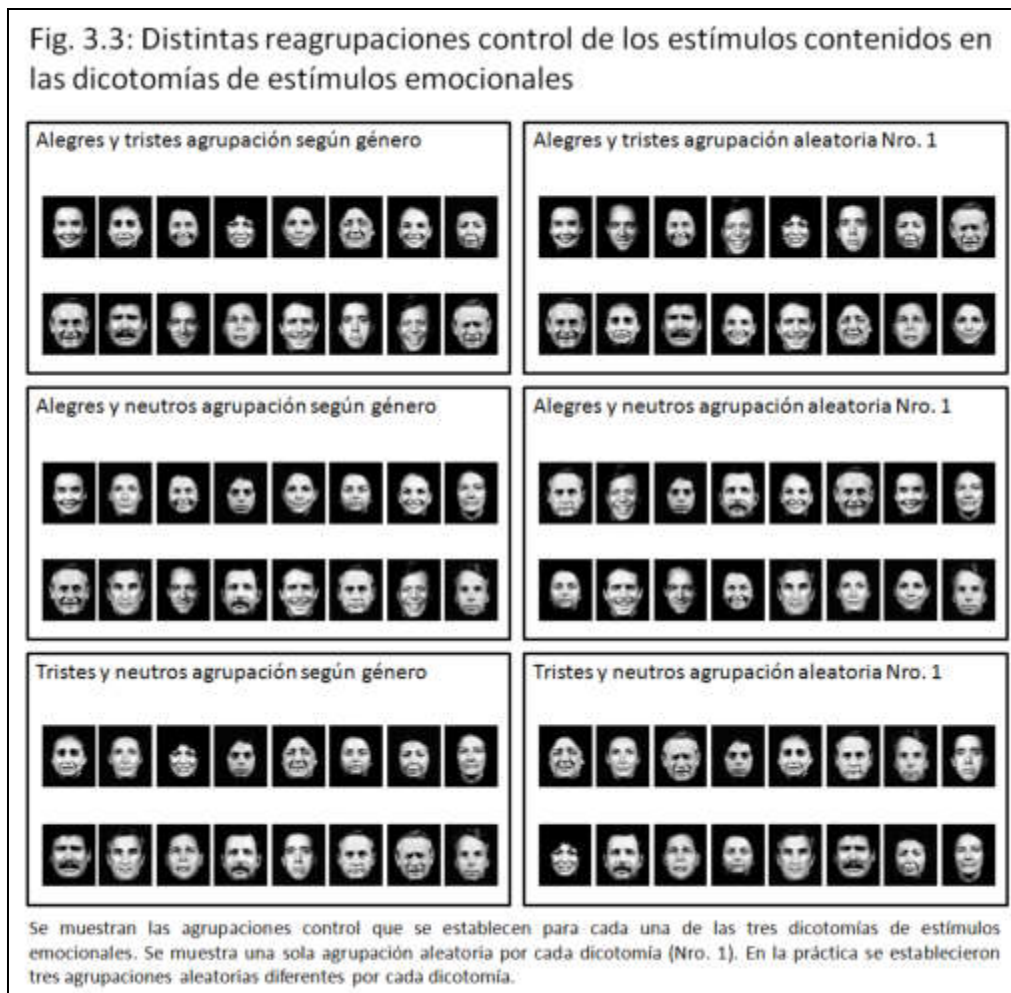 Fig. 3.3: Distintas reagrupaciones control de los estímulos contenidos en
las dicotomías de estímulos emocionales
Alegres y tristes agrupación según género
Alegres y tristes agrupación aleatoria Nro. 1
Alegres y neutros agrupación según género
Alegres y neutros agrupación aleatoria Nro. 1
Tristes y neutros agrupación según género
Tristes y neutros agrupación aleatoria Nro. 1
Se muestran las agrupaciones control que se establecen para cada una de las tres dicotomías de estímulos
emocionales. Se muestra una sola agrupación aleatoria por cada dicotomía (Nro. 1). En la práctica se establecieron
tres agrupaciones aleatorias diferentes por cada dicotomía.